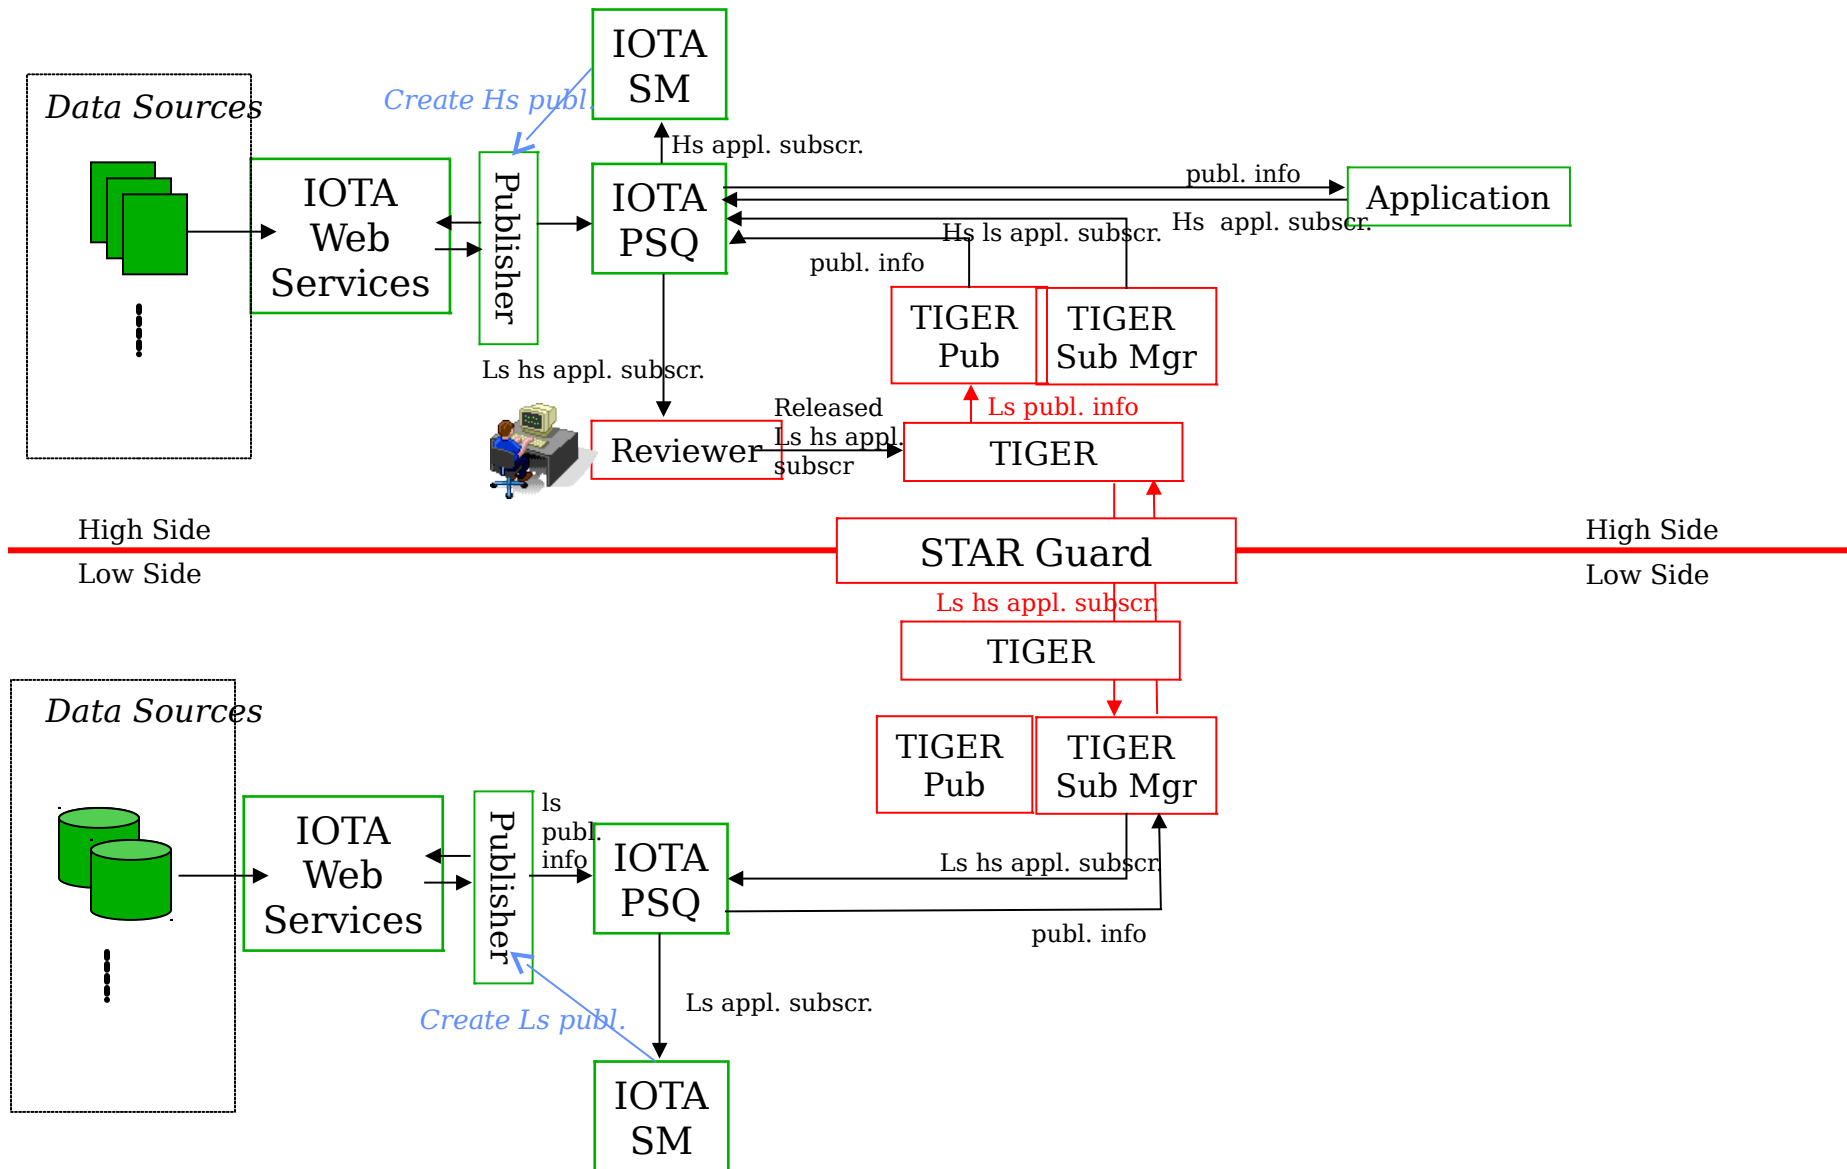 IOTA
SM
Data Sources
Create Hs publ.
Hs appl. subscr.
IOTA
Web
Services
Publisher
IOTA
PSQ
publ. info
Application
Hs  appl. subscr.
Hs ls appl. subscr.
publ. info
TIGER
Pub
TIGER
Sub Mgr
Ls hs appl. subscr.
Released
Ls hs appl.
subscr
Ls publ. info
Reviewer
TIGER
High Side
High Side
STAR Guard
Low Side
Low Side
Ls hs appl. subscr.
TIGER
Data Sources
TIGER
Pub
TIGER
Sub Mgr
IOTA
Web
Services
Publisher
ls
publ.
info
IOTA
PSQ
Ls hs appl. subscr.
publ. info
Ls appl. subscr.
Create Ls publ.
IOTA
SM